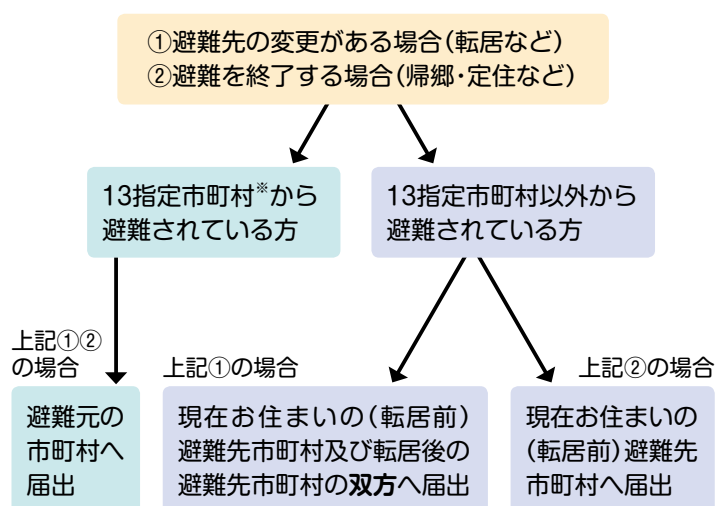 ①避難先の変更がある場合(転居など)
②避難を終了する場合(帰郷・定住など)
13指定市町村※から
避難されている方
13指定市町村以外から
避難されている方
上記①②
の場合
避難元の
市町村へ
届出
上記①の場合
現在お住まいの(転居前)
避難先市町村及び転居後の
避難先市町村の双方へ届出
上記②の場合
現在お住まいの
(転居前)避難先
市町村へ届出